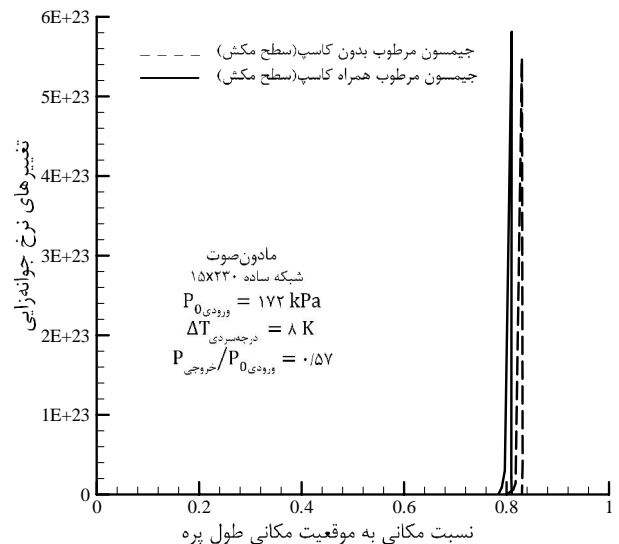 6E+23
جیمسون مرطوب بدون کاسپ(سطح مکش)
جیمسون مرطوب همراه کاسپ(سطح مکش)
5E+23
4E+23
3E+23
2E+23
1E+23
0
تغییرهای نرخ جوانه‌زایی
مادون‌صوت
شبکه ساده ۱۵x۲۳۰
P0ورودی = ۱۷۲ kPa
ΔTدرجه‌سردی = ۸ K
Pخروجی/P0ورودی = ۰/۵۷
0 0.2 0.4 0.6 0.8 1
نسبت مکانی به موقعیت مکانی طول پره